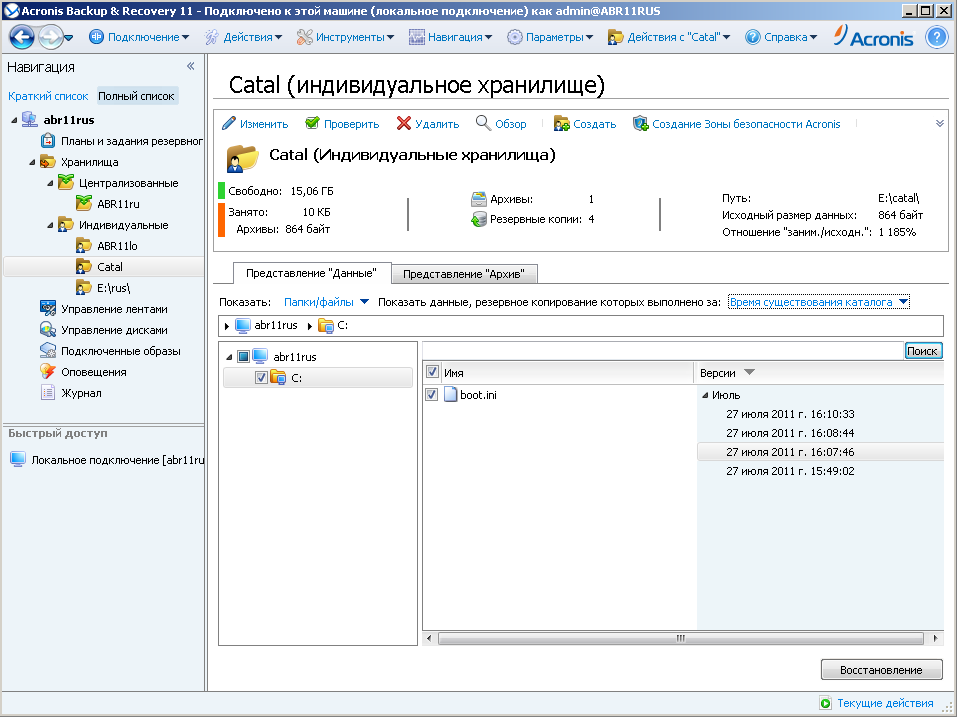 Acronis Backup & Recovery 11 - Подключено к этой машине (локальное подключение) как admin@ABR11RUS
Подключение Действия Инструменты Навигация Параметры Действия с "Catal" Справка Acronis ?
Навигация «
Краткий список Полный список
abr11rus
Планы и задания резервног
Хранилища
Централизованные
ABR11ru
Индивидуальные
ABR11lo
Catal
E:\rus\
Управление лентами
Управление дисками
Подключенные образы
Оповещения
Журнал
Быстрый доступ
Локальное подключение [abr11ru
Catal (индивидуальное хранилище)
Изменить Проверить Удалить Обзор Создать Создание Зоны безопасности Acronis
Catal (Индивидуальные хранилища)
Свободно: 15,06 ГБ
Занято: 10 КБ
Архивы: 864 байт
Архивы: 1
Резервные копии: 4
Путь: E:\catal\
Исходный размер данных: 864 байт
Отношение "заним./исходн.": 1 185%
Представление "Данные" Представление "Архив"
Показать: Папки/файлы Показать данные, резервное копирование которых выполнено за: Время существования каталога
abr11rus C:
abr11rus
C:
Поиск
Имя Версии
boot.ini
Июль
27 июля 2011 г. 16:10:33
27 июля 2011 г. 16:08:44
27 июля 2011 г. 16:07:46
27 июля 2011 г. 15:49:02
Восстановление
Текущие действия